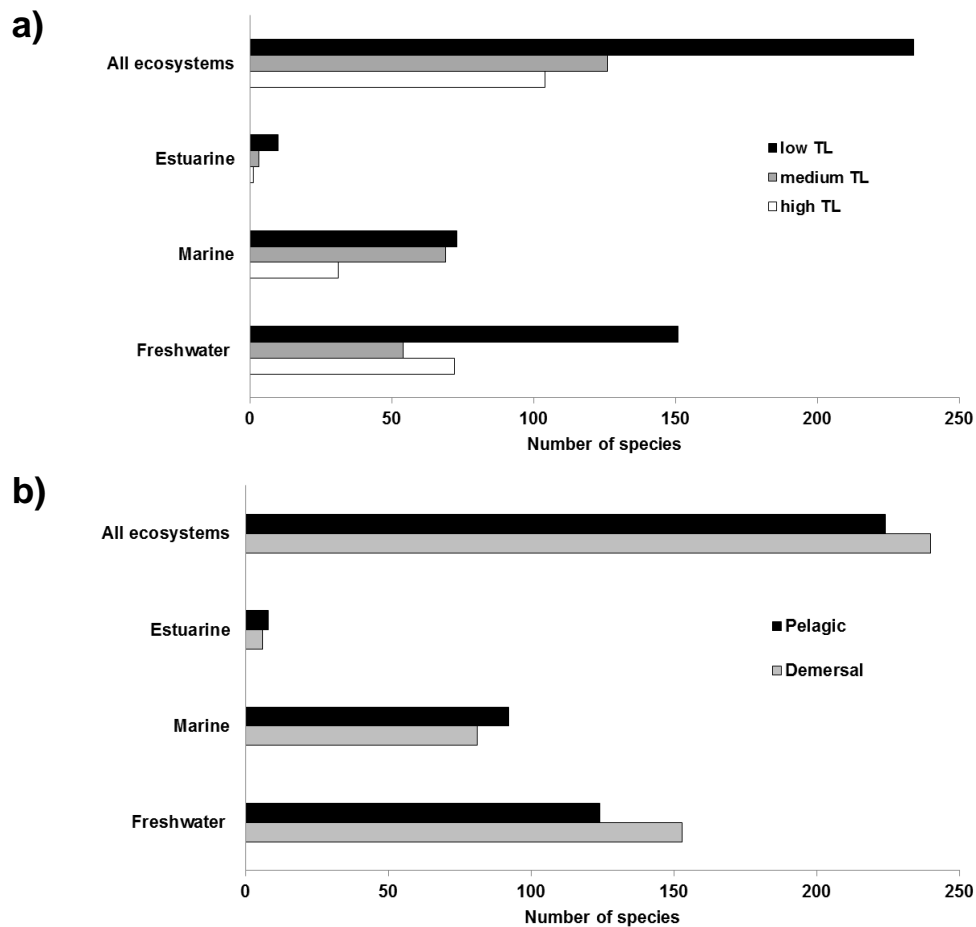 a)
All ecosystems
Estuarine
Marine
Freshwater
low TL
medium TL
high TL
0 50 100 150 200 250
Number of species
b)
All ecosystems
Estuarine
Marine
Freshwater
Pelagic
Demersal
0 50 100 150 200 250
Number of species